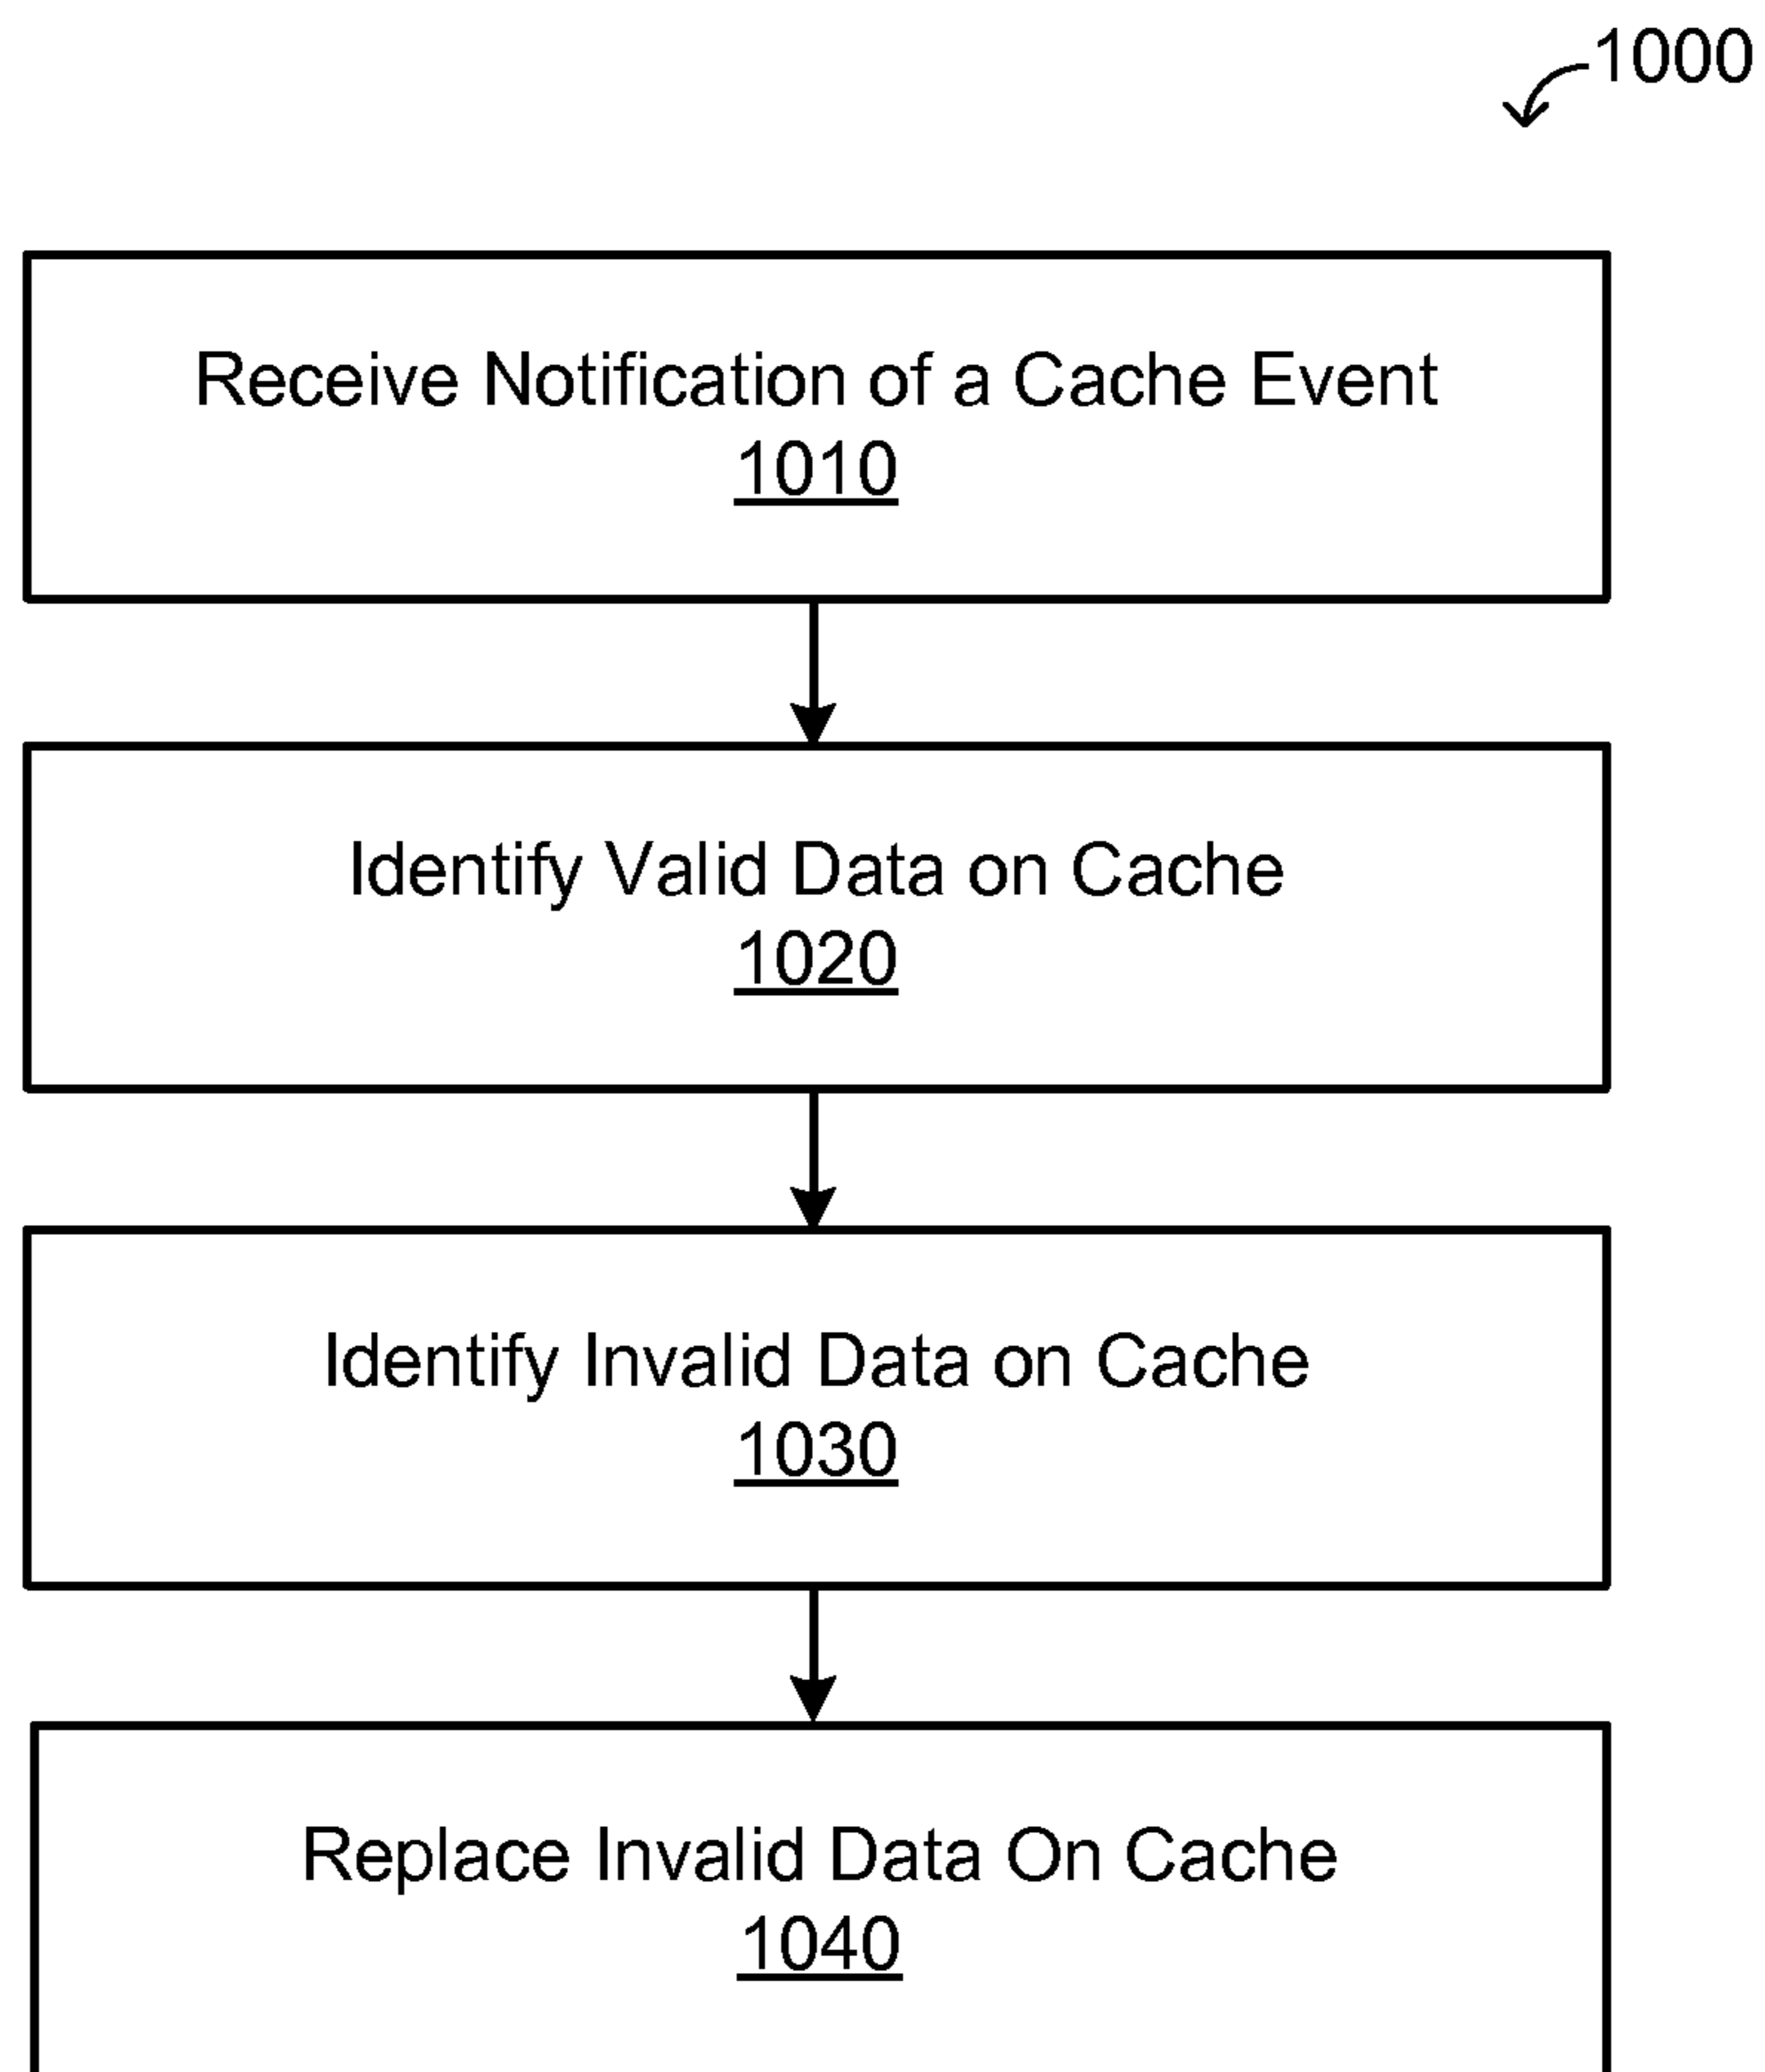 1000
Receive Notification of a Cache Event
1010
Identify Valid Data on Cache
1020
Identify Invalid Data on Cache
1030
Replace Invalid Data On Cache
1040